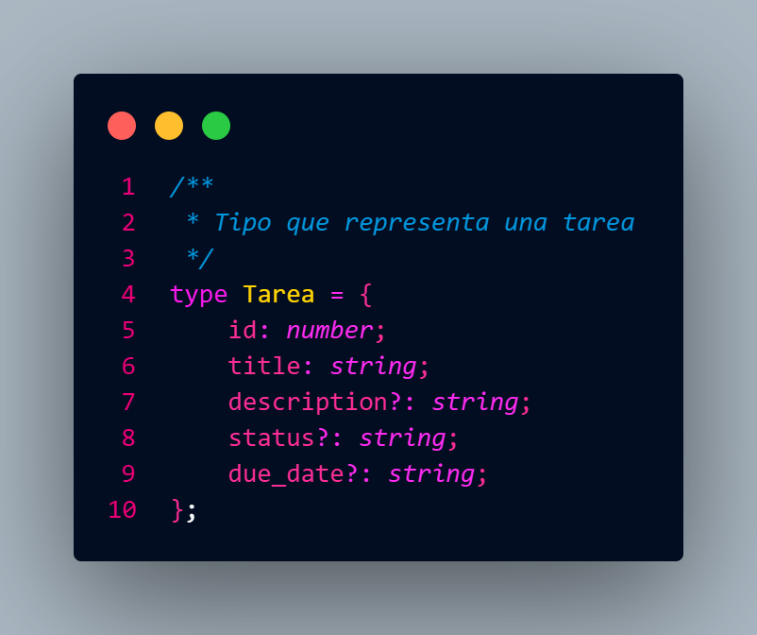 1 /**
2  * Tipo que representa una tarea
3  */
4 type Tarea = {
5     id: number;
6     title: string;
7     description?: string;
8     status?: string;
9     due_date?: string;
10 };